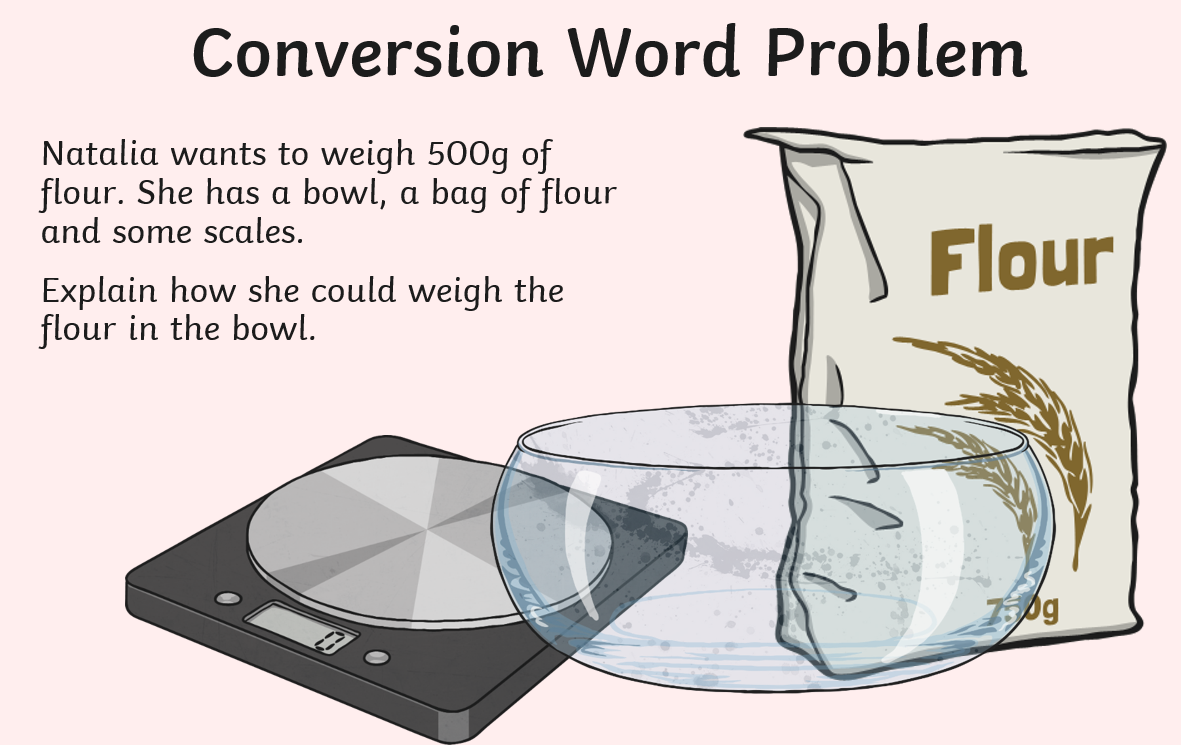 Conversion Word Problem
Natalia wants to weigh 500g of
flour. She has a bowl, a bag of flour
and some scales.
Explain how she could weigh the
flour in the bowl.
Flour
0